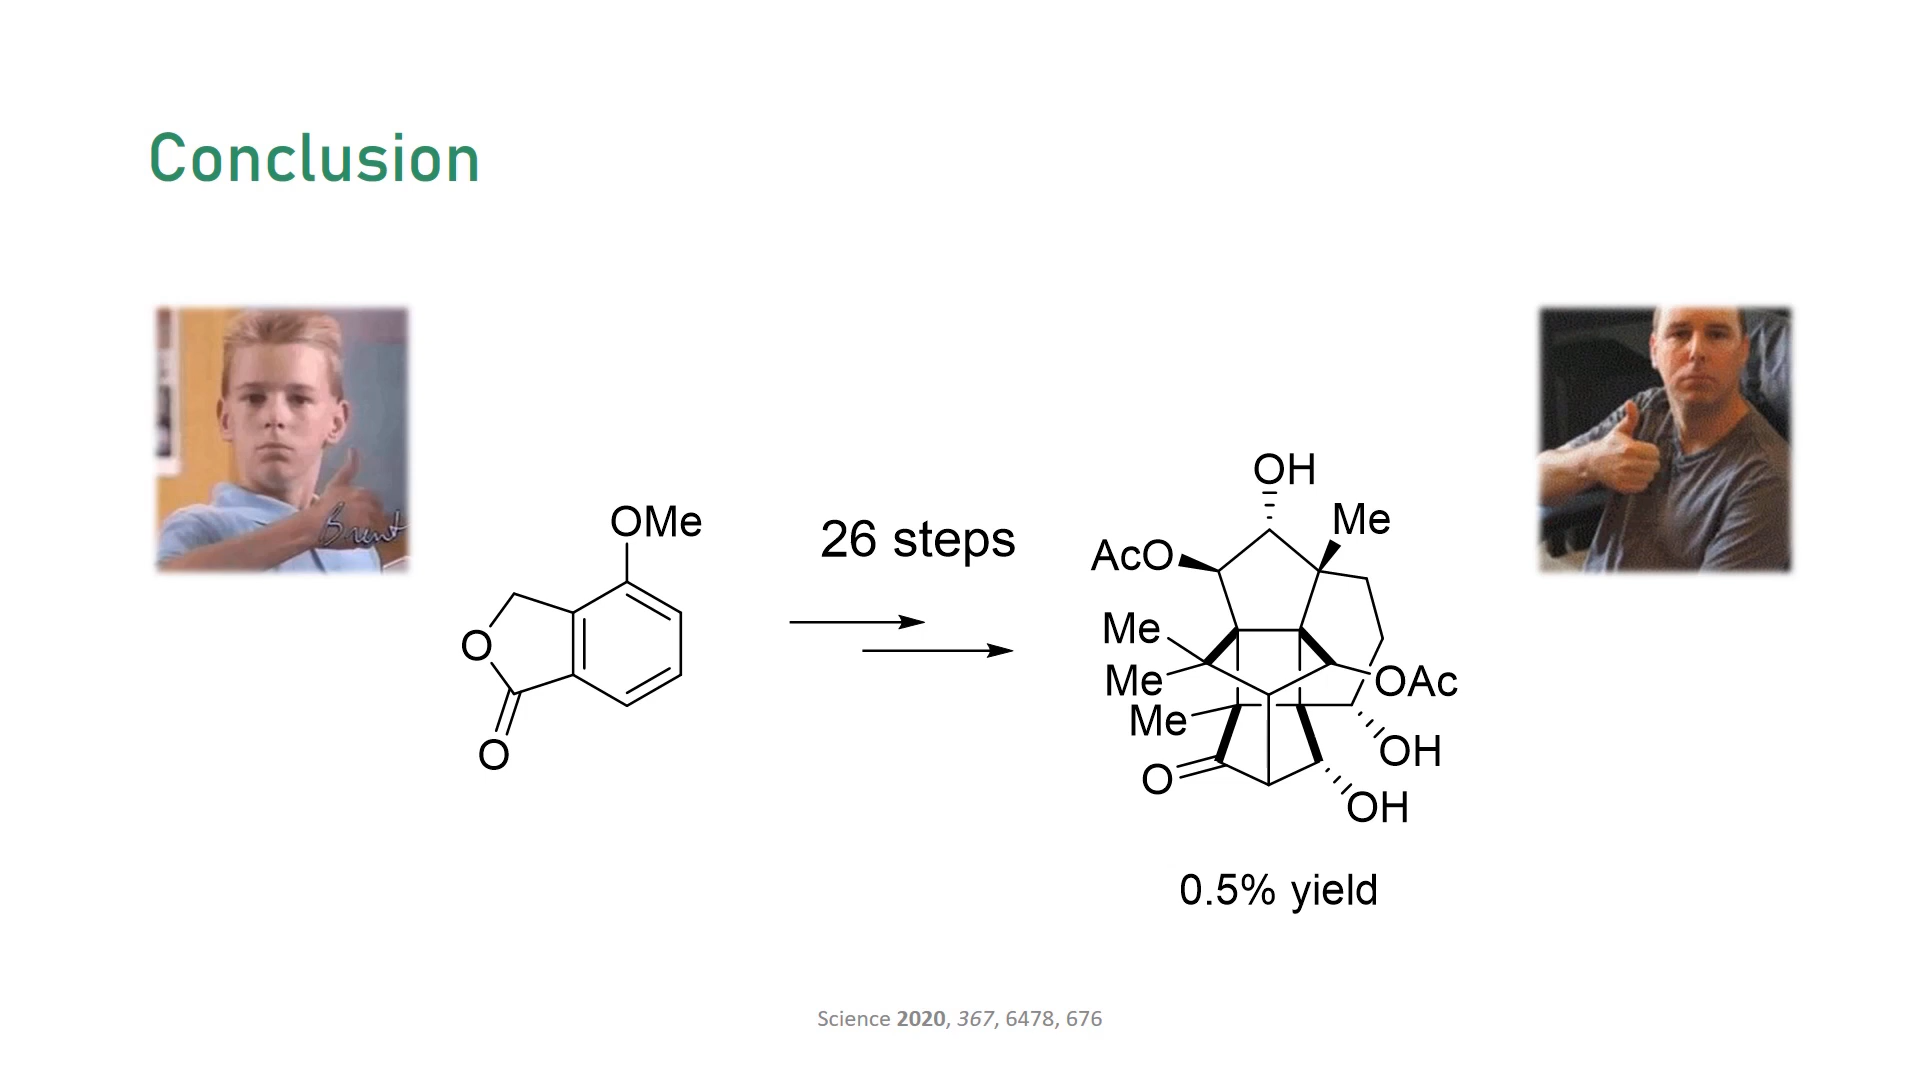 Conclusion
Brent
OMe
O
O
26 steps
OH
Me
AcO
Me
Me
Me
OAc
OH
O
OH
0.5% yield
Science 2020, 367, 6478, 676